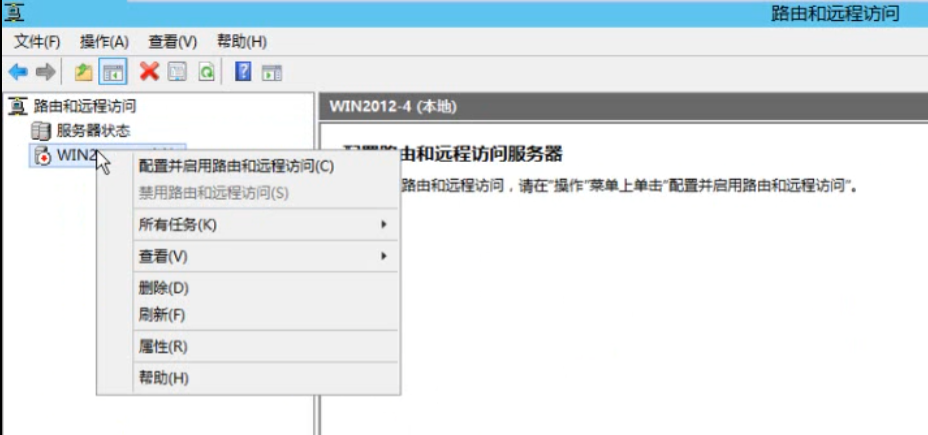 路由和远程访问
文件(F) 操作(A) 查看(V) 帮助(H)
路由和远程访问
服务器状态
WIN2
WIN2012-4 (本地)
由和远程访问服务器
路由和远程访问，请在"操作"菜单上单击"配置并启用路由和远程访问"。
配置并启用路由和远程访问(C)
禁用路由和远程访问(S)
所有任务(K)
查看(V)
删除(D)
刷新(F)
属性(R)
帮助(H)